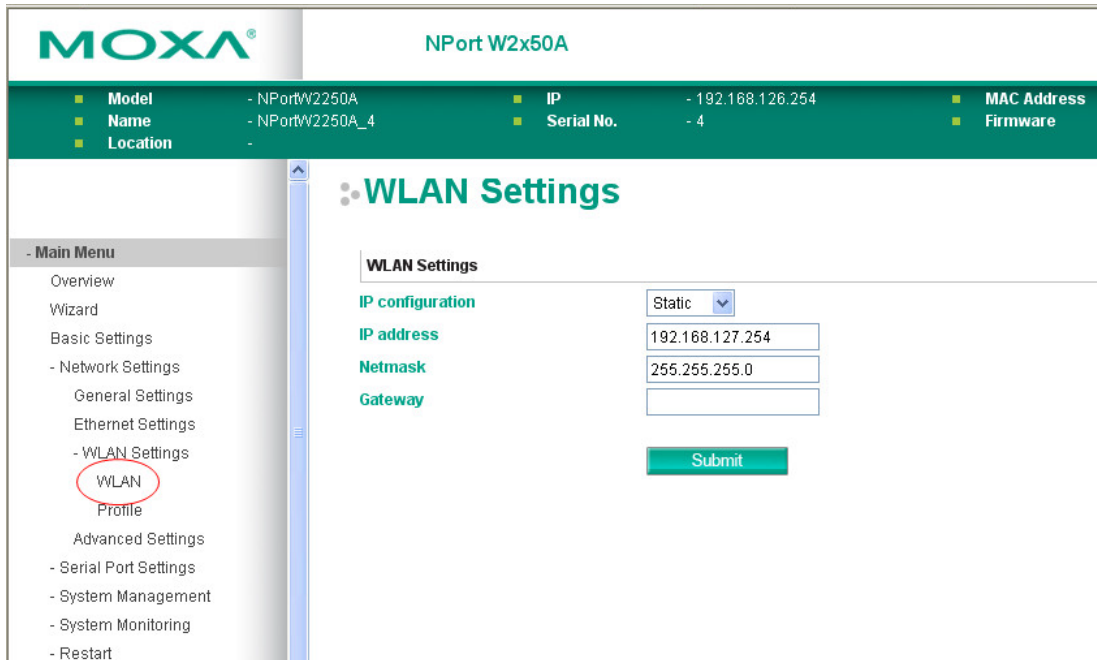 MOXA®
NPort W2x50A
Model - NPortW2250A IP - 192.168.126.254 MAC Address
Name - NPortW2250A_4 Serial No. - 4 Firmware
Location -
WLAN Settings
- Main Menu
Overview
Wizard
Basic Settings
- Network Settings
General Settings
Ethernet Settings
- WLAN Settings
WLAN
Profile
Advanced Settings
- Serial Port Settings
- System Management
- System Monitoring
- Restart
WLAN Settings
IP configuration Static
IP address 192.168.127.254
Netmask 255.255.255.0
Gateway
Submit